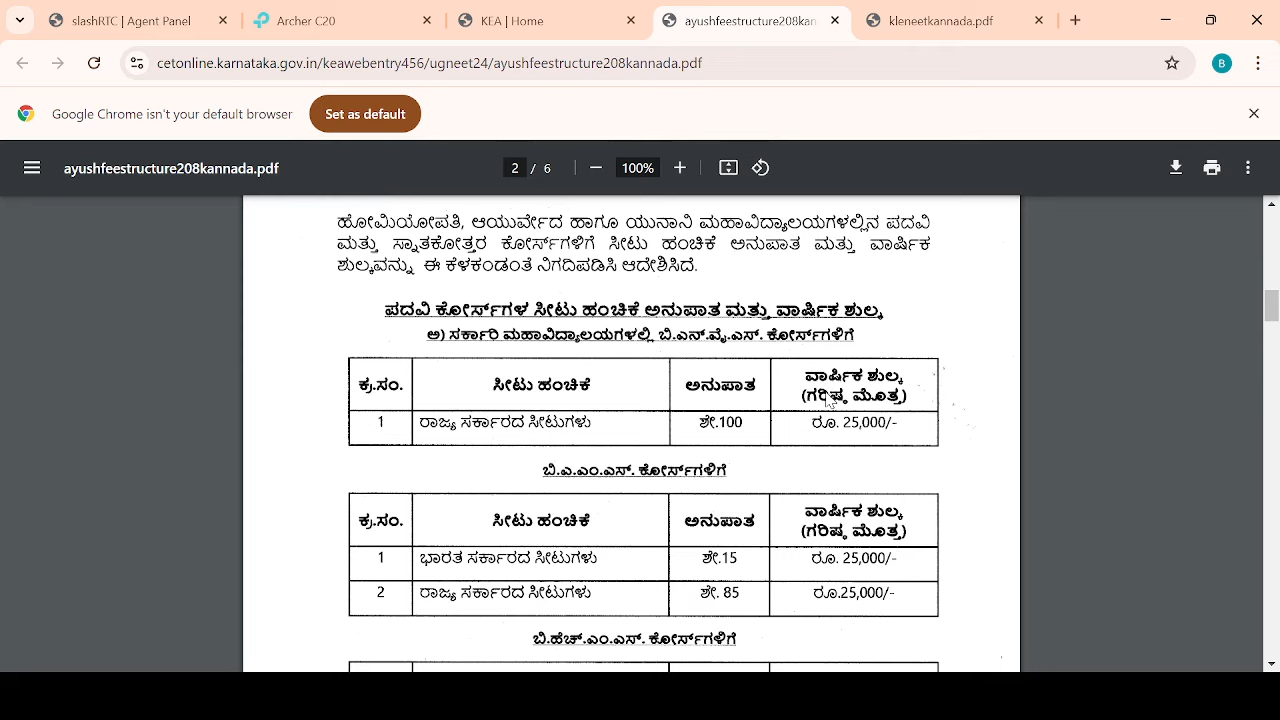 slashRTC | Agent Panel
Archer C20
KEA | Home
ayushfeestructure208kan
kleneetkannada.pdf
cetonline.karnataka.gov.in/keawebentry456/ugneet24/ayushfeestructure208kannada.pdf
B
Google Chrome isn't your default browser
Set as default
ayushfeestructure208kannada.pdf
2 / 6
100%
ಹೋಮಿಯೋಪತಿ, ಆಯುರ್ವೇದ ಹಾಗೂ ಯುನಾನಿ ಮಹಾವಿದ್ಯಾಲಯಗಳಲ್ಲಿನ ಪದವಿ
ಮತ್ತು ಸ್ನಾತಕೋತ್ತರ ಕೋರ್ಸ್‌ಗಳಿಗೆ ಸೀಟು ಹಂಚಿಕೆ ಅನುಪಾತ ಮತ್ತು ವಾರ್ಷಿಕ
ಶುಲ್ಕವನ್ನು ಈ ಕೆಳಕಂಡಂತೆ ನಿಗದಿಪಡಿಸಿ ಆದೇಶಿಸಿದೆ.
ಪದವಿ ಕೋರ್ಸ್‌ಗಳ ಸೀಟು ಹಂಚಿಕೆ ಅನುಪಾತ ಮತ್ತು ವಾರ್ಷಿಕ ಶುಲ್ಕ
ಅ) ಸರ್ಕಾರಿ ಮಹಾವಿದ್ಯಾಲಯಗಳಲ್ಲಿ ಬಿ.ಎನ್.ವೈ.ಎಸ್. ಕೋರ್ಸ್‌ಗಳಿಗೆ
ಕ್ರ.ಸಂ. ಸೀಟು ಹಂಚಿಕೆ ಅನುಪಾತ ವಾರ್ಷಿಕ ಶುಲ್ಕ
(ಗರಿಷ್ಠ ಮೊತ್ತ)
1 ರಾಜ್ಯ ಸರ್ಕಾರದ ಸೀಟುಗಳು ಶೇ.100 ರೂ. 25,000/-
ಬಿ.ಎ.ಎಂ.ಎಸ್. ಕೋರ್ಸ್‌ಗಳಿಗೆ
ಕ್ರ.ಸಂ. ಸೀಟು ಹಂಚಿಕೆ ಅನುಪಾತ ವಾರ್ಷಿಕ ಶುಲ್ಕ
(ಗರಿಷ್ಠ ಮೊತ್ತ)
1 ಭಾರತ ಸರ್ಕಾರದ ಸೀಟುಗಳು ಶೇ.15 ರೂ. 25,000/-
2 ರಾಜ್ಯ ಸರ್ಕಾರದ ಸೀಟುಗಳು ಶೇ. 85 ರೂ.25,000/-
ಬಿ.ಹೆಚ್.ಎಂ.ಎಸ್. ಕೋರ್ಸ್‌ಗಳಿಗೆ